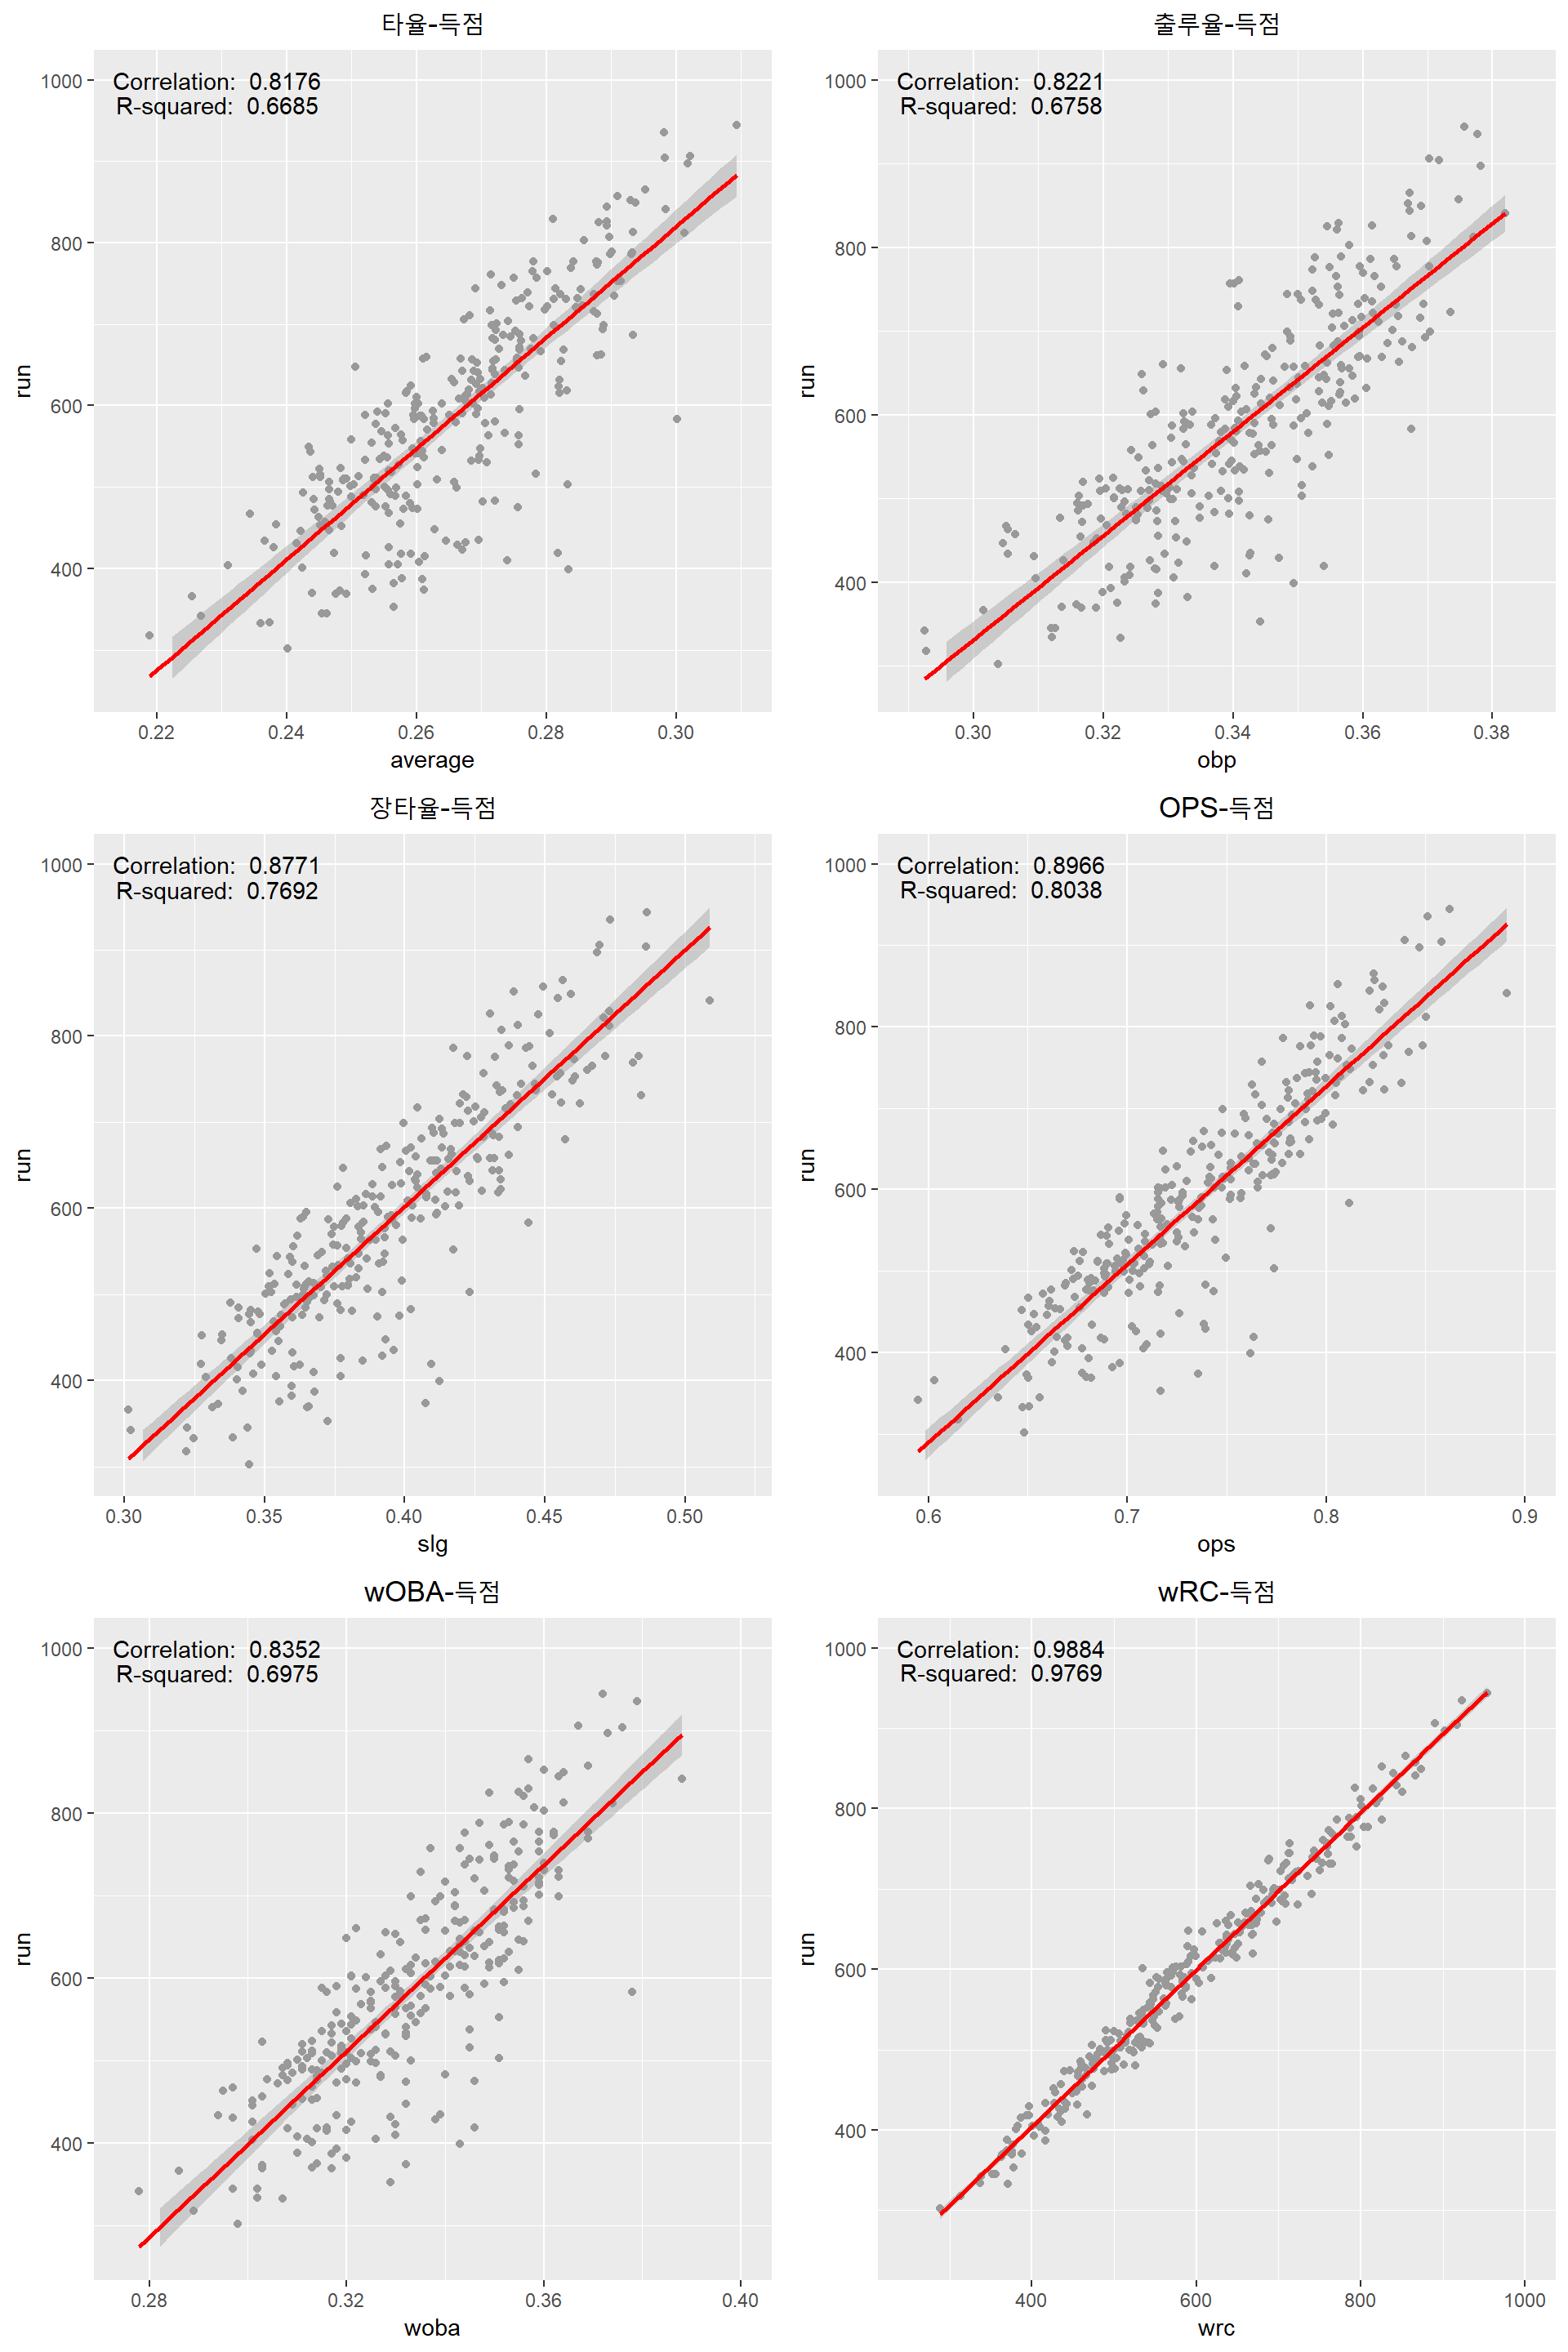 타율-득점
Correlation: 0.8176
R-squared: 0.6685
1000
800
600
400
run
0.22 0.24 0.26 0.28 0.30
average
출루율-득점
Correlation: 0.8221
R-squared: 0.6758
1000
800
600
400
run
0.30 0.32 0.34 0.36 0.38
obp
장타율-득점
Correlation: 0.8771
R-squared: 0.7692
1000
800
600
400
run
0.30 0.35 0.40 0.45 0.50
slg
OPS-득점
Correlation: 0.8966
R-squared: 0.8038
1000
800
600
400
run
0.6 0.7 0.8 0.9
ops
wOBA-득점
Correlation: 0.8352
R-squared: 0.6975
1000
800
600
400
run
0.28 0.32 0.36 0.40
woba
wRC-득점
Correlation: 0.9884
R-squared: 0.9769
1000
800
600
400
run
400 600 800 1000
wrc